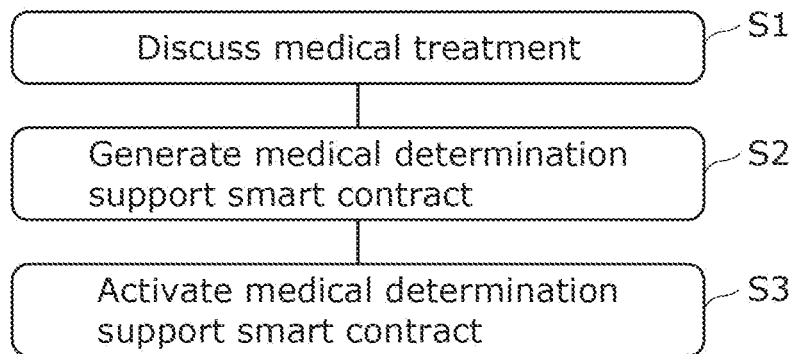 Discuss medical treatment
S1
Generate medical determination
support smart contract
S2
Activate medical determination
support smart contract
S3